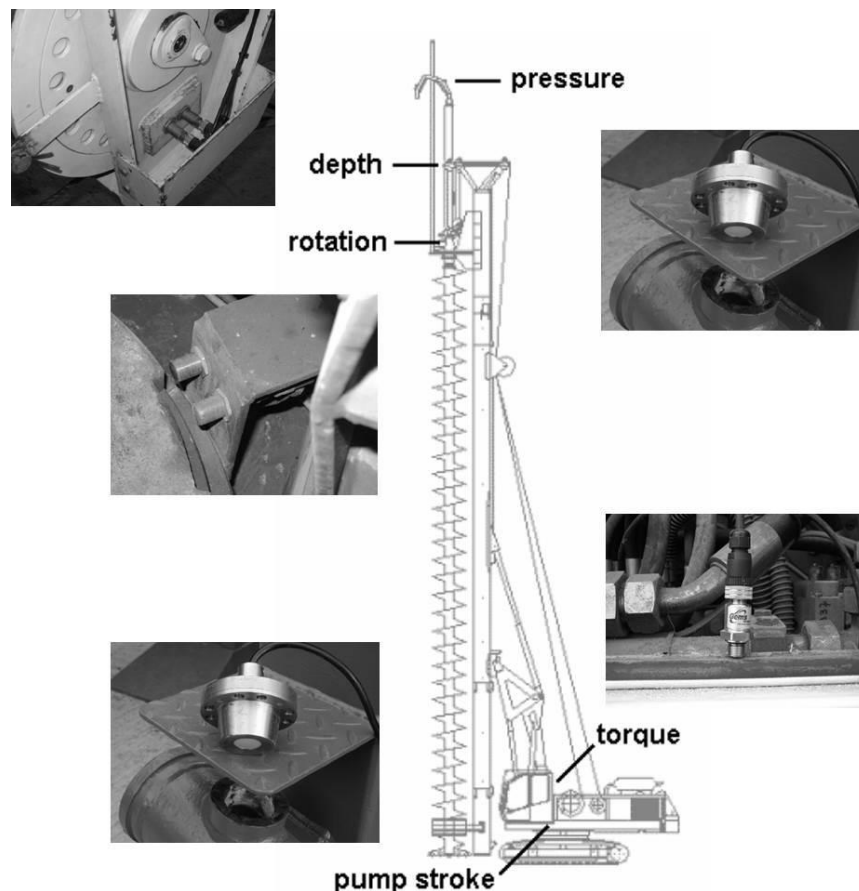 pressure
depth
rotation
torque
pump stroke